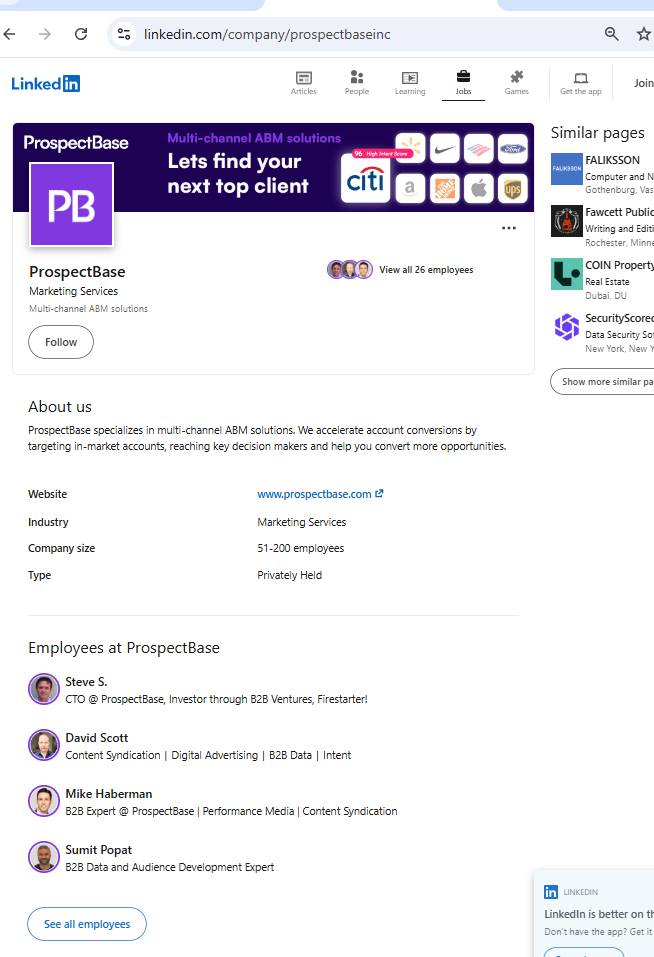 linkedin.com/company/prospectbaseinc
Linked in
Articles
People
Learning
Jobs
Games
Get the app
Join
ProspectBase
Multi-channel ABM solutions
Lets find your
next top client
96 High Intent Score
citi
a
Ford
ups
PB
ProspectBase
Marketing Services
Multi-channel ABM solutions
View all 26 employees
Follow
About us
ProspectBase specializes in multi-channel ABM solutions. We accelerate account conversions by
targeting in-market accounts, reaching key decision makers and help you convert more opportunities.
Website www.prospectbase.com
Industry Marketing Services
Company size 51-200 employees
Type Privately Held
Employees at ProspectBase
Steve S.
CTO @ ProspectBase, Investor through B2B Ventures, Firestarter!
David Scott
Content Syndication | Digital Advertising | B2B Data | Intent
Mike Haberman
B2B Expert @ ProspectBase | Performance Media | Content Syndication
Sumit Popat
B2B Data and Audience Development Expert
See all employees
Similar pages
FALIKSSON
FALIKSSON
Computer and N
Gothenburg, Vas
Fawcett Public
Writing and Editi
Rochester, Minne
COIN Property
Real Estate
Dubai, DU
SecurityScorec
Data Security So
New York, New Y
Show more similar pa
in LINKEDIN
LinkedIn is better on th
Don't have the app? Get it